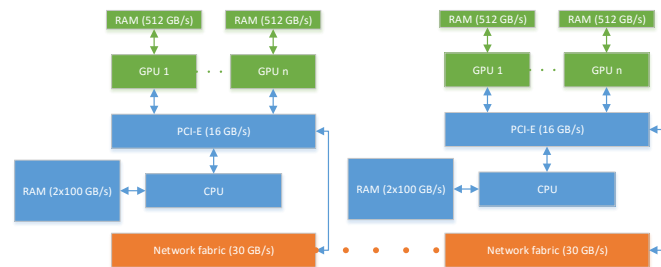 RAM (512 GB/s) RAM (512 GB/s) RAM (512 GB/s) RAM (512 GB/s)
GPU 1 · · · GPU n GPU 1 · · · GPU n
PCI-E (16 GB/s) PCI-E (16 GB/s)
RAM (2x100 GB/s) CPU RAM (2x100 GB/s) CPU
Network fabric (30 GB/s) Network fabric (30 GB/s)